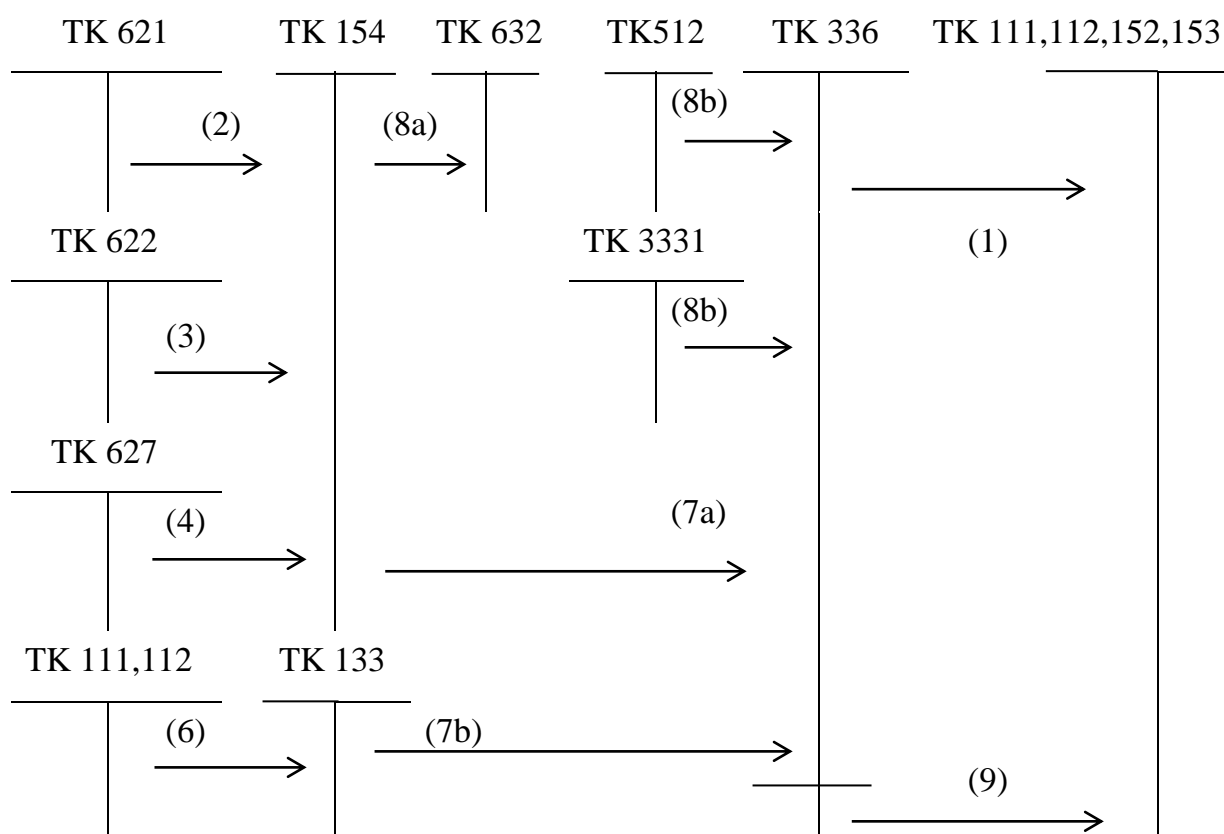 TK 621 TK 154 TK 632 TK512 TK 336 TK 111,112,152,153
(8b)
(2) (8a)
TK 622 TK 3331 (1)
(8b)
(3)
TK 627
(4) (7a)
TK 111,112 TK 133
(6) (7b)
(9)